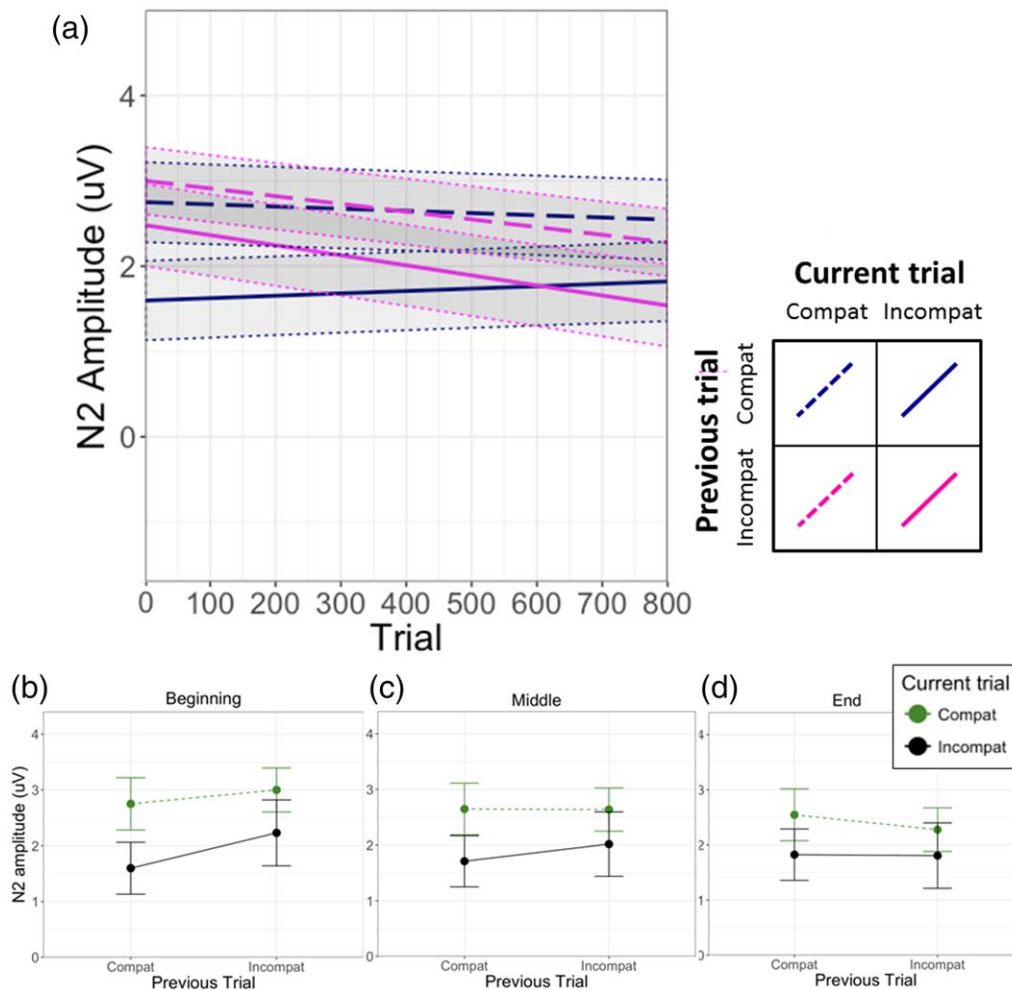 (a)
N2 Amplitude (uV)
4
2
0
0 100 200 300 400 500 600 700 800
Trial
Current trial
Compat Incompat
Previous trial
Compat
Incompat
(b)
Beginning
N2 amplitude (uV)
4
3
2
1
0
Compat Incompat
Previous Trial
(c)
Middle
4
3
2
1
0
Compat Incompat
Previous Trial
(d)
End
4
3
2
1
0
Compat Incompat
Previous Trial
Current trial
Compat
Incompat